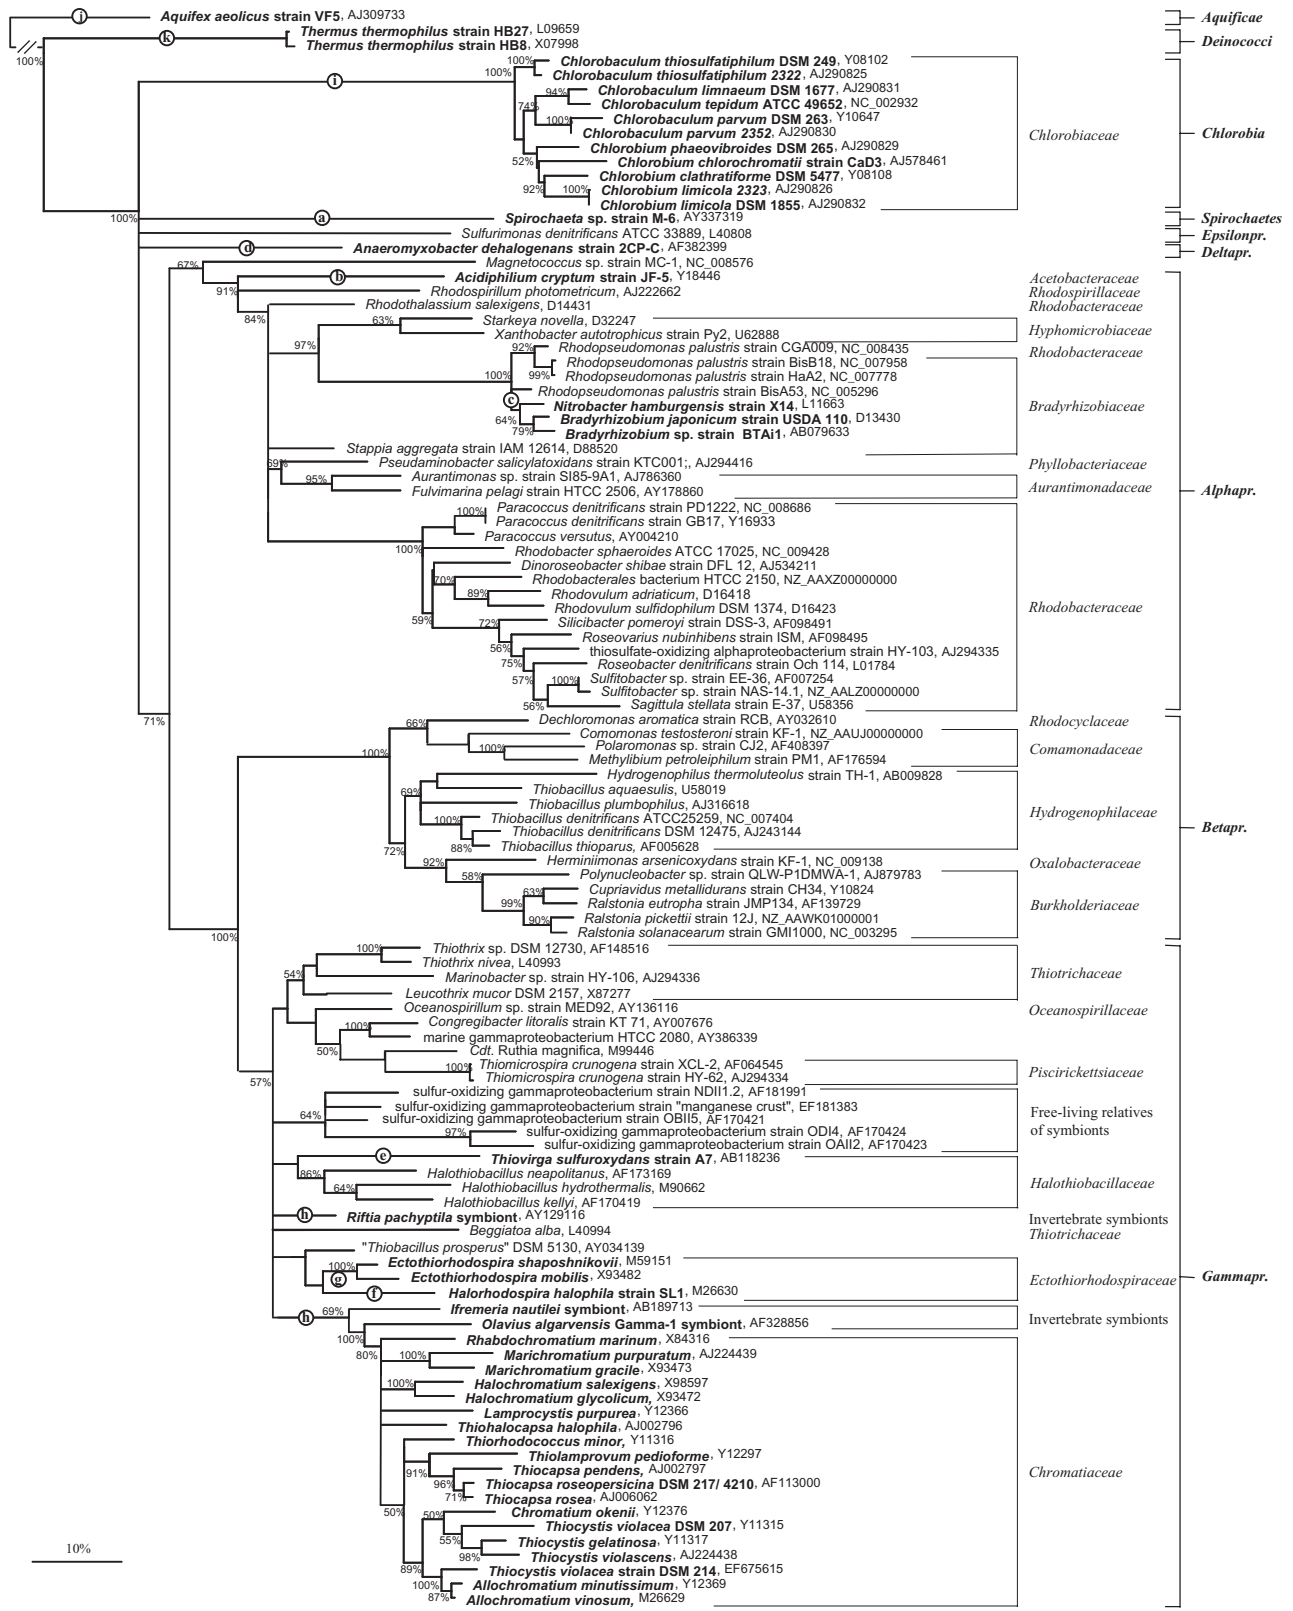 j Aquifex aeolicus strain VF5, AJ309733 Aquificae
k Thermus thermophilus strain HB27, L09659
Thermus thermophilus strain HB8, X07998 Deinococci
100%
100% Chlorobaculum thiosulfatiphilum DSM 249, Y08102
i 100% Chlorobaculum thiosulfatiphilum 2322, AJ290825
94% Chlorobaculum limnaeum DSM 1677, AJ290831
74% Chlorobaculum tepidum ATCC 49652, NC_002932
100% Chlorobaculum parvum DSM 263, Y10647
Chlorobaculum parvum 2352, AJ290830 Chlorobiaceae Chlorobia
Chlorobium phaeovibroides DSM 265, AJ290829
52% Chlorobium chlorochromatii strain CaD3, AJ578461
Chlorobium clathratiforme DSM 5477, Y08108
92% 100% Chlorobium limicola 2323, AJ290826
Chlorobium limicola DSM 1855, AJ290832
100% a Spirochaeta sp. strain M-6, AY337319 Spirochaetes
Sulfurimonas denitrificans ATCC 33889, L40808 Epsilonpr.
d Anaeromyxobacter dehalogenans strain 2CP-C, AF382399 Deltapr.
67% Magnetococcus sp. strain MC-1, NC_008576
b Acidiphilium cryptum strain JF-5, Y18446 Acetobacteraceae
91% Rhodospirillum photometricum, AJ222662 Rhodospirillaceae
Rhodothalassium salexigens, D14431 Rhodobacteraceae
84% 63% Starkeya novella, D32247
Xanthobacter autotrophicus strain Py2, U62888 Hyphomicrobiaceae
97% 92% Rhodopseudomonas palustris strain CGA009, NC_008435 Rhodobacteraceae
Rhodopseudomonas palustris strain BisB18, NC_007958
100% 99% Rhodopseudomonas palustris strain HaA2, NC_007778
Rhodopseudomonas palustris strain BisA53, NC_005296
c Nitrobacter hamburgensis strain X14, L11663 Bradyrhizobiaceae
64% Bradyrhizobium japonicum strain USDA 110, D13430
79% Bradyrhizobium sp. strain BTAi1, AB079633
Stappia aggregata strain IAM 12614, D88520
69% Pseudaminobacter salicylatoxidans strain KTC001;, AJ294416 Phyllobacteriaceae
95% Aurantimonas sp. strain SI85-9A1, AJ786360
Fulvimarina pelagi strain HTCC 2506, AY178860 Aurantimonadaceae Alphapr.
100% Paracoccus denitrificans strain PD1222, NC_008686
Paracoccus denitrificans strain GB17, Y16933
Paracoccus versutus, AY004210
100% Rhodobacter sphaeroides ATCC 17025, NC_009428
Dinoroseobacter shibae strain DFL 12, AJ534211
70% Rhodobacterales bacterium HTCC 2150, NZ_AAXZ00000000
89% Rhodovulum adriaticum, D16418
Rhodovulum sulfidophilum DSM 1374, D16423 Rhodobacteraceae
59% 72% Silicibacter pomeroyi strain DSS-3, AF098491
Roseovarius nubinhibens strain ISM, AF098495
56% thiosulfate-oxidizing alphaproteobacterium strain HY-103, AJ294335
75% Roseobacter denitrificans strain Och 114, L01784
57% 100% Sulfitobacter sp. strain EE-36, AF007254
Sulfitobacter sp. strain NAS-14.1, NZ_AALZ00000000
56% Sagittula stellata strain E-37, U58356
71% 66% Dechloromonas aromatica strain RCB, AY032610 Rhodocyclaceae
Comomonas testosteroni strain KF-1, NZ_AAUJ00000000
100% 100% Polaromonas sp. strain CJ2, AF408397 Comamonadaceae
Methylibium petroleiphilum strain PM1, AF176594
Hydrogenophilus thermoluteolus strain TH-1, AB009828
69% Thiobacillus aquaesulis, U58019
Thiobacillus plumbophilus, AJ316618
100% Thiobacillus denitrificans ATCC25259, NC_007404 Hydrogenophilaceae
Thiobacillus denitrificans DSM 12475, AJ243144 Betapr.
72% 88% Thiobacillus thioparus, AF005628
92% Herminiimonas arsenicoxydans strain KF-1, NC_009138 Oxalobacteraceae
58% Polynucleobacter sp. strain QLW-P1DMWA-1, AJ879783
63% Cupriavidus metallidurans strain CH34, Y10824
99% Ralstonia eutropha strain JMP134, AF139729 Burkholderiaceae
90% Ralstonia pickettii strain 12J, NZ_AAWK01000001
100% Ralstonia solanacearum strain GMI1000, NC_003295
100% Thiothrix sp. DSM 12730, AF148516
Thiothrix nivea, L40993
54% Marinobacter sp. strain HY-106, AJ294336 Thiotrichaceae
Leucothrix mucor DSM 2157, X87277
Oceanospirillum sp. strain MED92, AY136116 Oceanospirillaceae
100% Congregibacter litoralis strain KT 71, AY007676
marine gammaproteobacterium HTCC 2080, AY386339
50% Cdt. Ruthia magnifica, M99446
100% Thiomicrospira crunogena strain XCL-2, AF064545
57% Thiomicrospira crunogena strain HY-62, AJ294334 Piscirickettsiaceae
sulfur-oxidizing gammaproteobacterium strain NDII1.2, AF181991
sulfur-oxidizing gammaproteobacterium strain "manganese crust", EF181383 Free-living relatives
64% sulfur-oxidizing gammaproteobacterium strain OBII5, AF170421 of symbionts
97% sulfur-oxidizing gammaproteobacterium strain ODI4, AF170424
sulfur-oxidizing gammaproteobacterium strain OAII2, AF170423
e Thiovirga sulfuroxydans strain A7, AB118236
86% Halothiobacillus neapolitanus, AF173169
64% Halothiobacillus hydrothermalis, M90662 Halothiobacillaceae
Halothiobacillus kellyi, AF170419
h Riftia pachyptila symbiont, AY129116 Invertebrate symbionts
Beggiatoa alba, L40994 Thiotrichaceae
"Thiobacillus prosperus" DSM 5130, AY034139
100% Ectothiorhodospira shaposhnikovii, M59151
g Ectothiorhodospira mobilis, X93482 Ectothiorhodospiraceae Gammapr.
f Halorhodospira halophila strain SL1, M26630
h 69% Ifremeria nautilei symbiont, AB189713
Olavius algarvensis Gamma-1 symbiont, AF328856 Invertebrate symbionts
100% Rhabdochromatium marinum, X84316
80% 100% Marichromatium purpuratum, AJ224439
Marichromatium gracile, X93473
100% Halochromatium salexigens, X98597
Halochromatium glycolicum, X93472
Lamprocystis purpurea, Y12366
Thiohalocapsa halophila, AJ002796
Thiorhodococcus minor, Y11316
Thiolamprovum pedioforme, Y12297
91% Thiocapsa pendens, AJ002797 Chromatiaceae
96% Thiocapsa roseopersicina DSM 217/ 4210, AF113000
71% Thiocapsa rosea, AJ006062
50% 50% Chromatium okenii, Y12376
Thiocystis violacea DSM 207, Y11315
55% Thiocystis gelatinosa, Y11317
10% 98% Thiocystis violascens, AJ224438
89% Thiocystis violacea strain DSM 214, EF675615
100% Allochromatium minutissimum, Y12369
87% Allochromatium vinosum, M26629